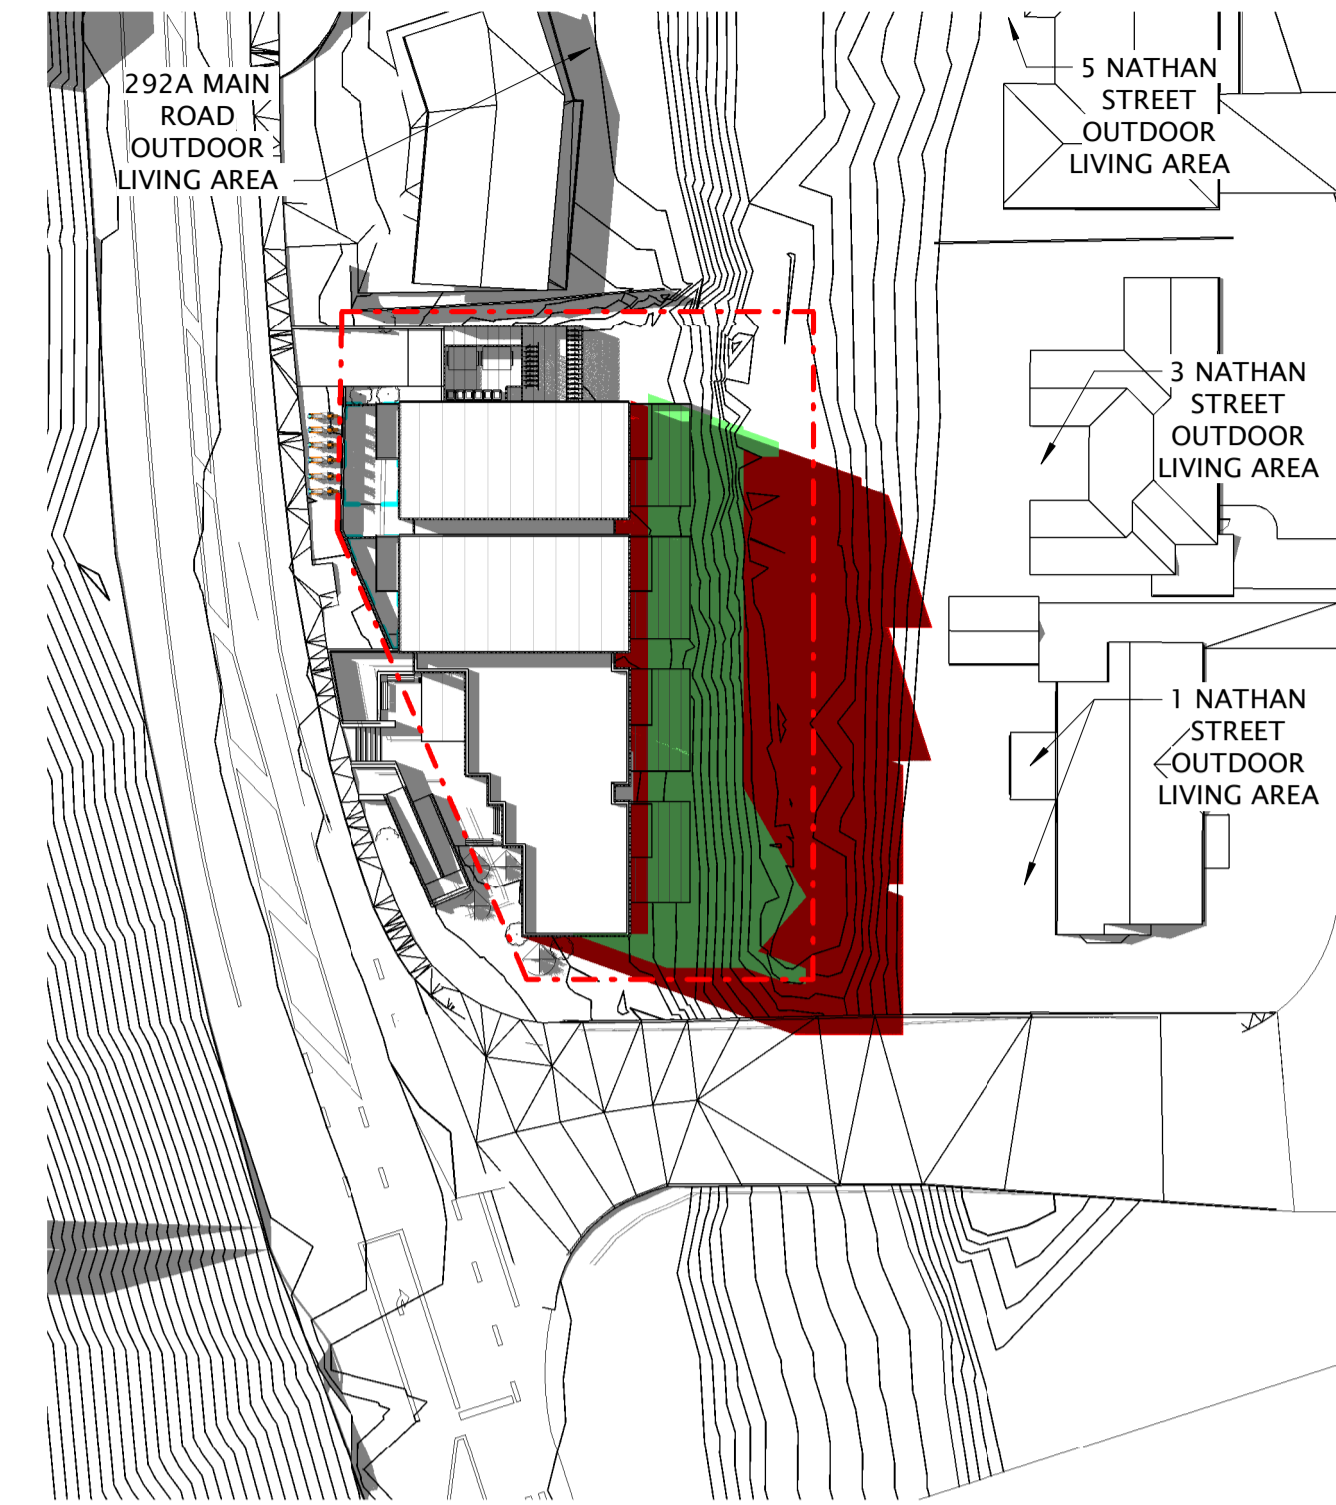 292A MAIN
ROAD
OUTDOOR
LIVING AREA
5 NATHAN
STREET
OUTDOOR
LIVING AREA
3 NATHAN
STREET
OUTDOOR
LIVING AREA
1 NATHAN
STREET
OUTDOOR
LIVING AREA